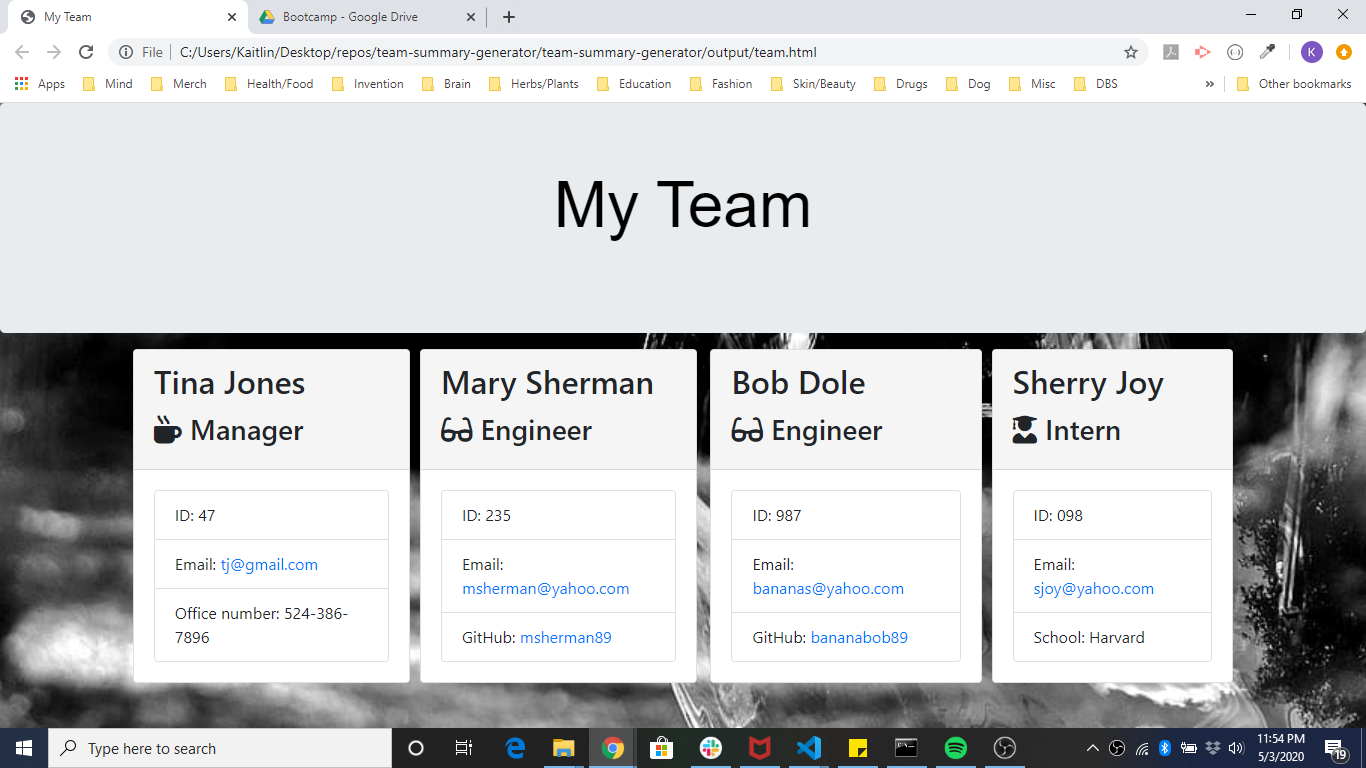 My Team
Bootcamp - Google Drive
File
C:/Users/Kaitlin/Desktop/repos/team-summary-generator/team-summary-generator/output/team.html
K
Apps
Mind
Merch
Health/Food
Invention
Brain
Herbs/Plants
Education
Fashion
Skin/Beauty
Drugs
Dog
Misc
DBS
»
Other bookmarks
My Team
Tina Jones
Manager
ID: 47
Email: tj@gmail.com
Office number: 524-386-
7896
Mary Sherman
Engineer
ID: 235
Email:
msherman@yahoo.com
GitHub: msherman89
Bob Dole
Engineer
ID: 987
Email:
bananas@yahoo.com
GitHub: bananabob89
Sherry Joy
Intern
ID: 098
Email:
sjoy@yahoo.com
School: Harvard
Type here to search
11:54 PM
5/3/2020
19